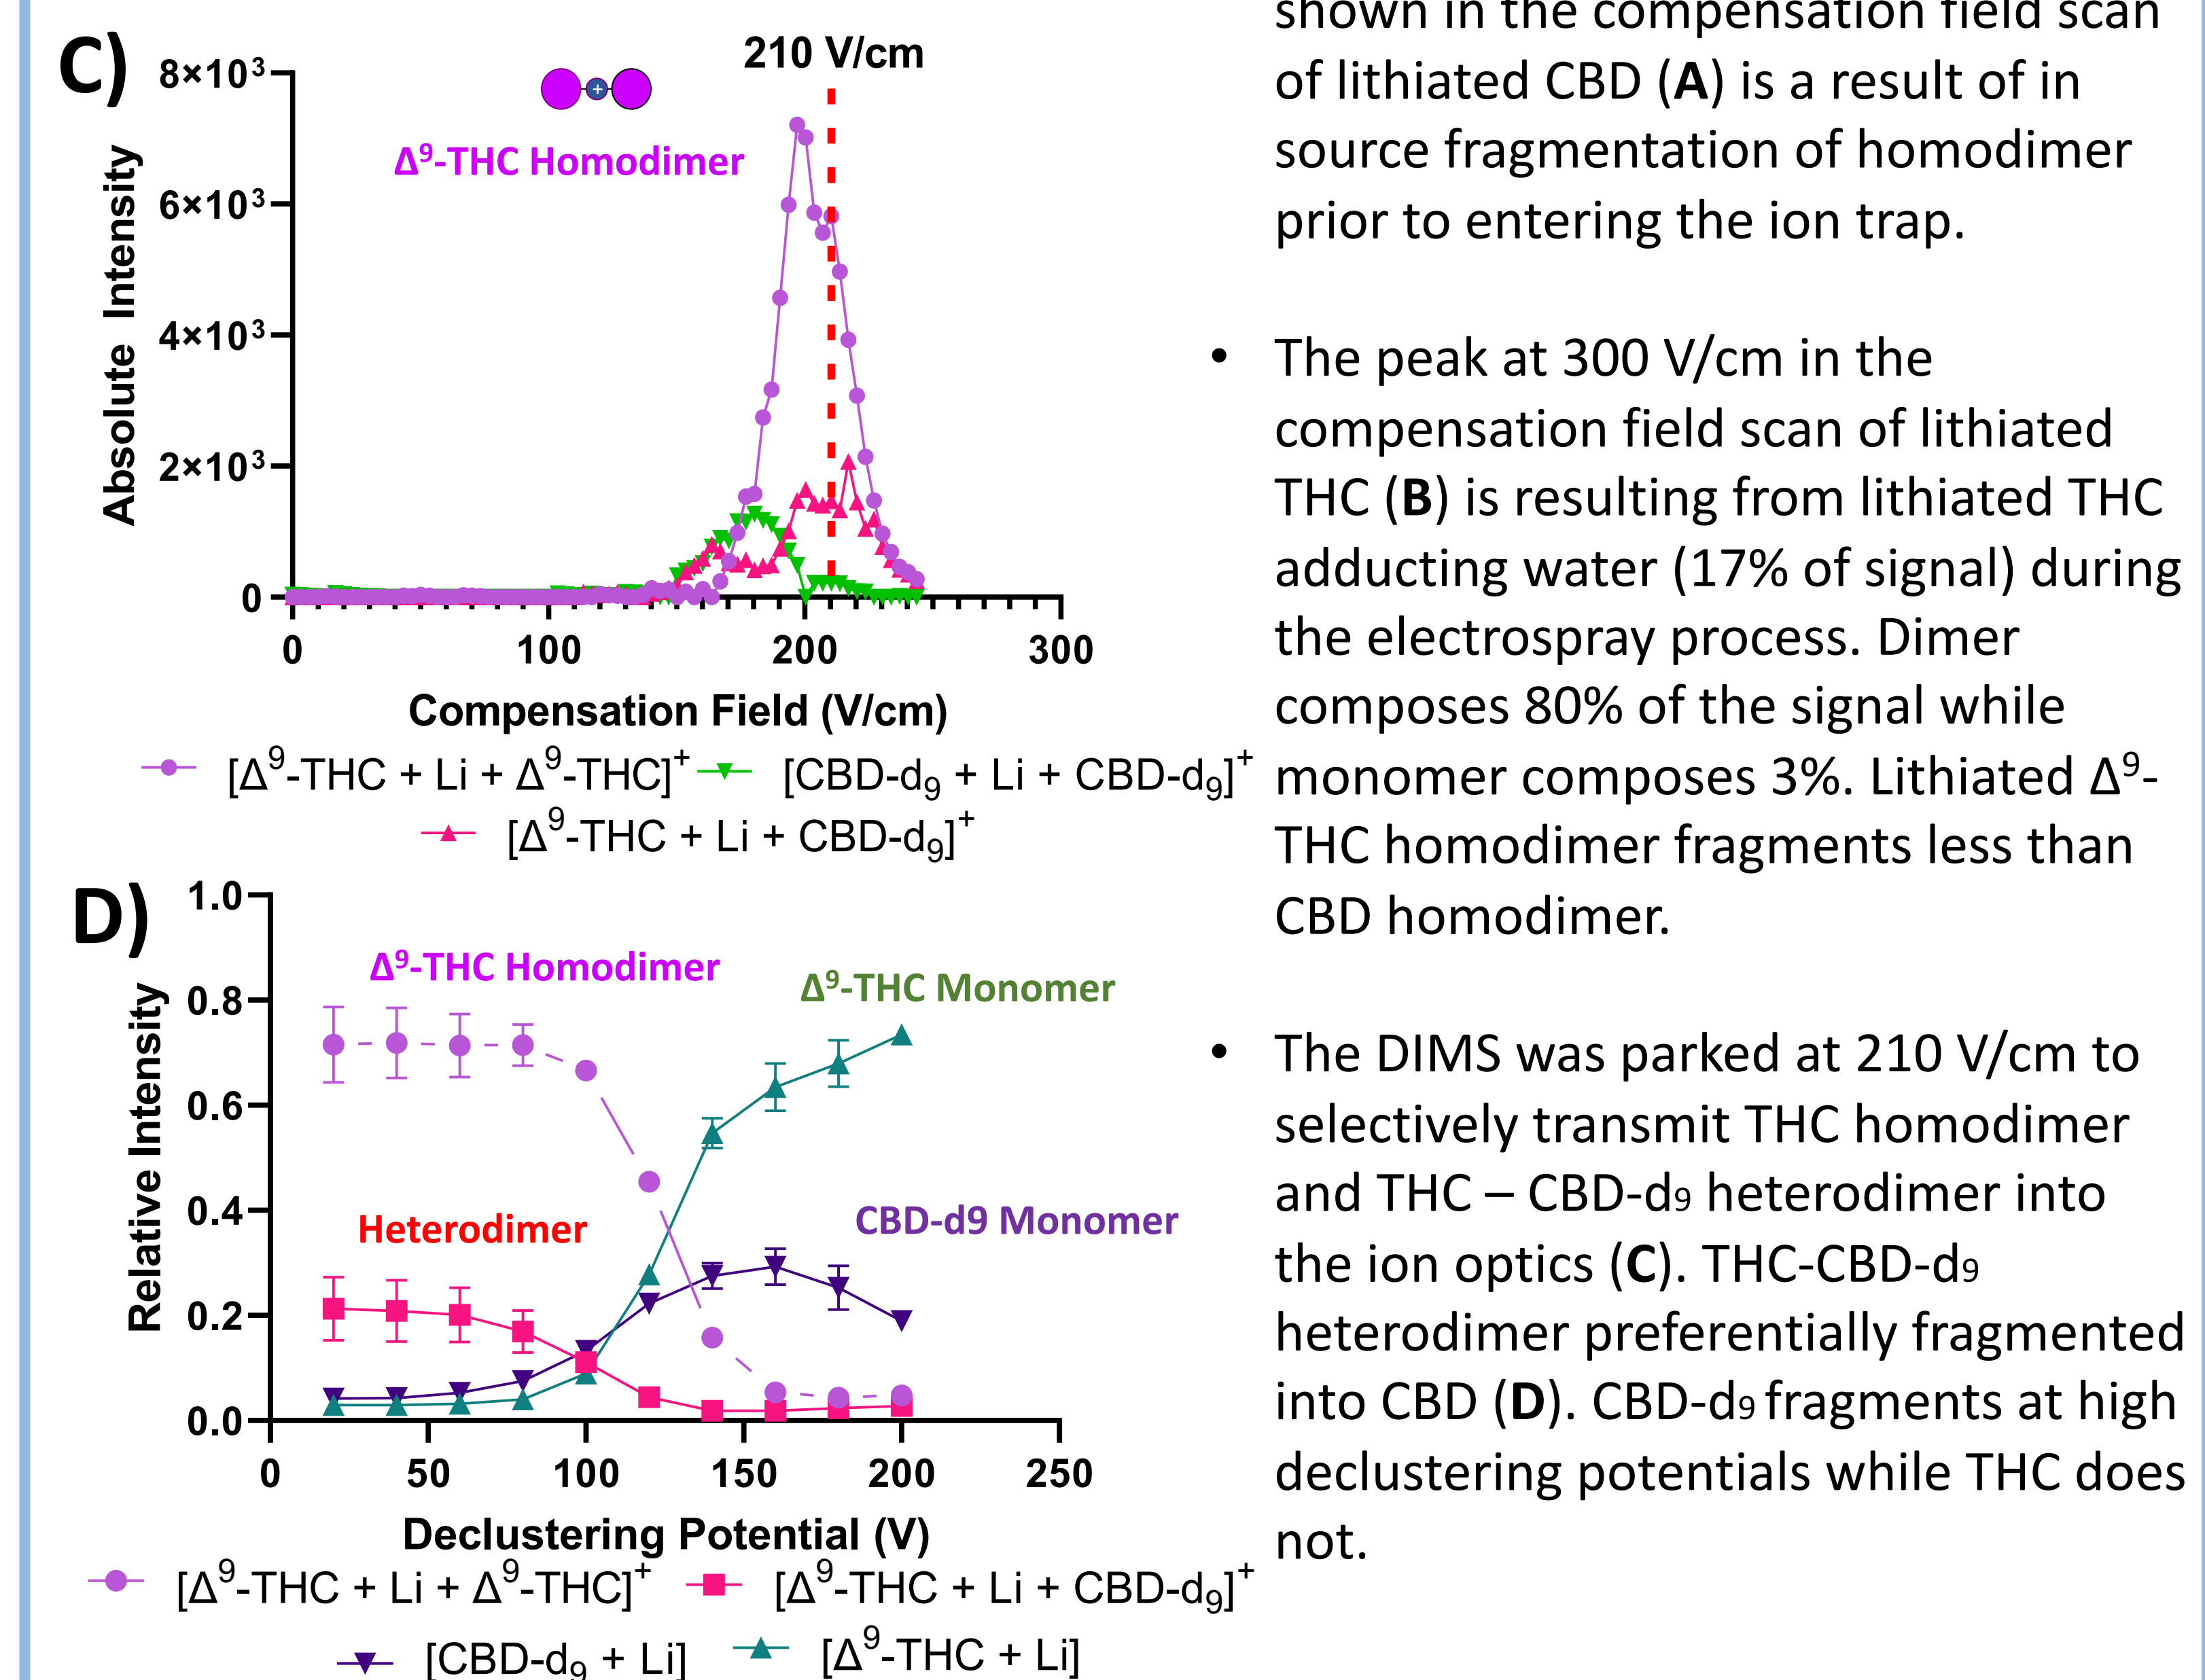 C)
210 V/cm
8×10³
6×10³
4×10³
2×10³
0
Absolute Intensity
+
Δ⁹-THC Homodimer
0 100 200 300
Compensation Field (V/cm)
[Δ⁹-THC + Li + Δ⁹-THC]⁺ [CBD-d₉ + Li + CBD-d₉]⁺
[Δ⁹-THC + Li + CBD-d₉]⁺
D)
1.0
0.8
0.6
0.4
0.2
0.0
Relative Intensity
Δ⁹-THC Homodimer
Δ⁹-THC Monomer
Heterodimer
CBD-d9 Monomer
0 50 100 150 200 250
Declustering Potential (V)
[Δ⁹-THC + Li + Δ⁹-THC]⁺ [Δ⁹-THC + Li + CBD-d₉]⁺
[CBD-d₉ + Li] [Δ⁹-THC + Li]
shown in the compensation field scan
of lithiated CBD (A) is a result of in
source fragmentation of homodimer
prior to entering the ion trap.
• The peak at 300 V/cm in the
compensation field scan of lithiated
THC (B) is resulting from lithiated THC
adducting water (17% of signal) during
the electrospray process. Dimer
composes 80% of the signal while
monomer composes 3%. Lithiated Δ⁹-
THC homodimer fragments less than
CBD homodimer.
• The DIMS was parked at 210 V/cm to
selectively transmit THC homodimer
and THC – CBD-d₉ heterodimer into
the ion optics (C). THC-CBD-d₉
heterodimer preferentially fragmented
into CBD (D). CBD-d₉ fragments at high
declustering potentials while THC does
not.